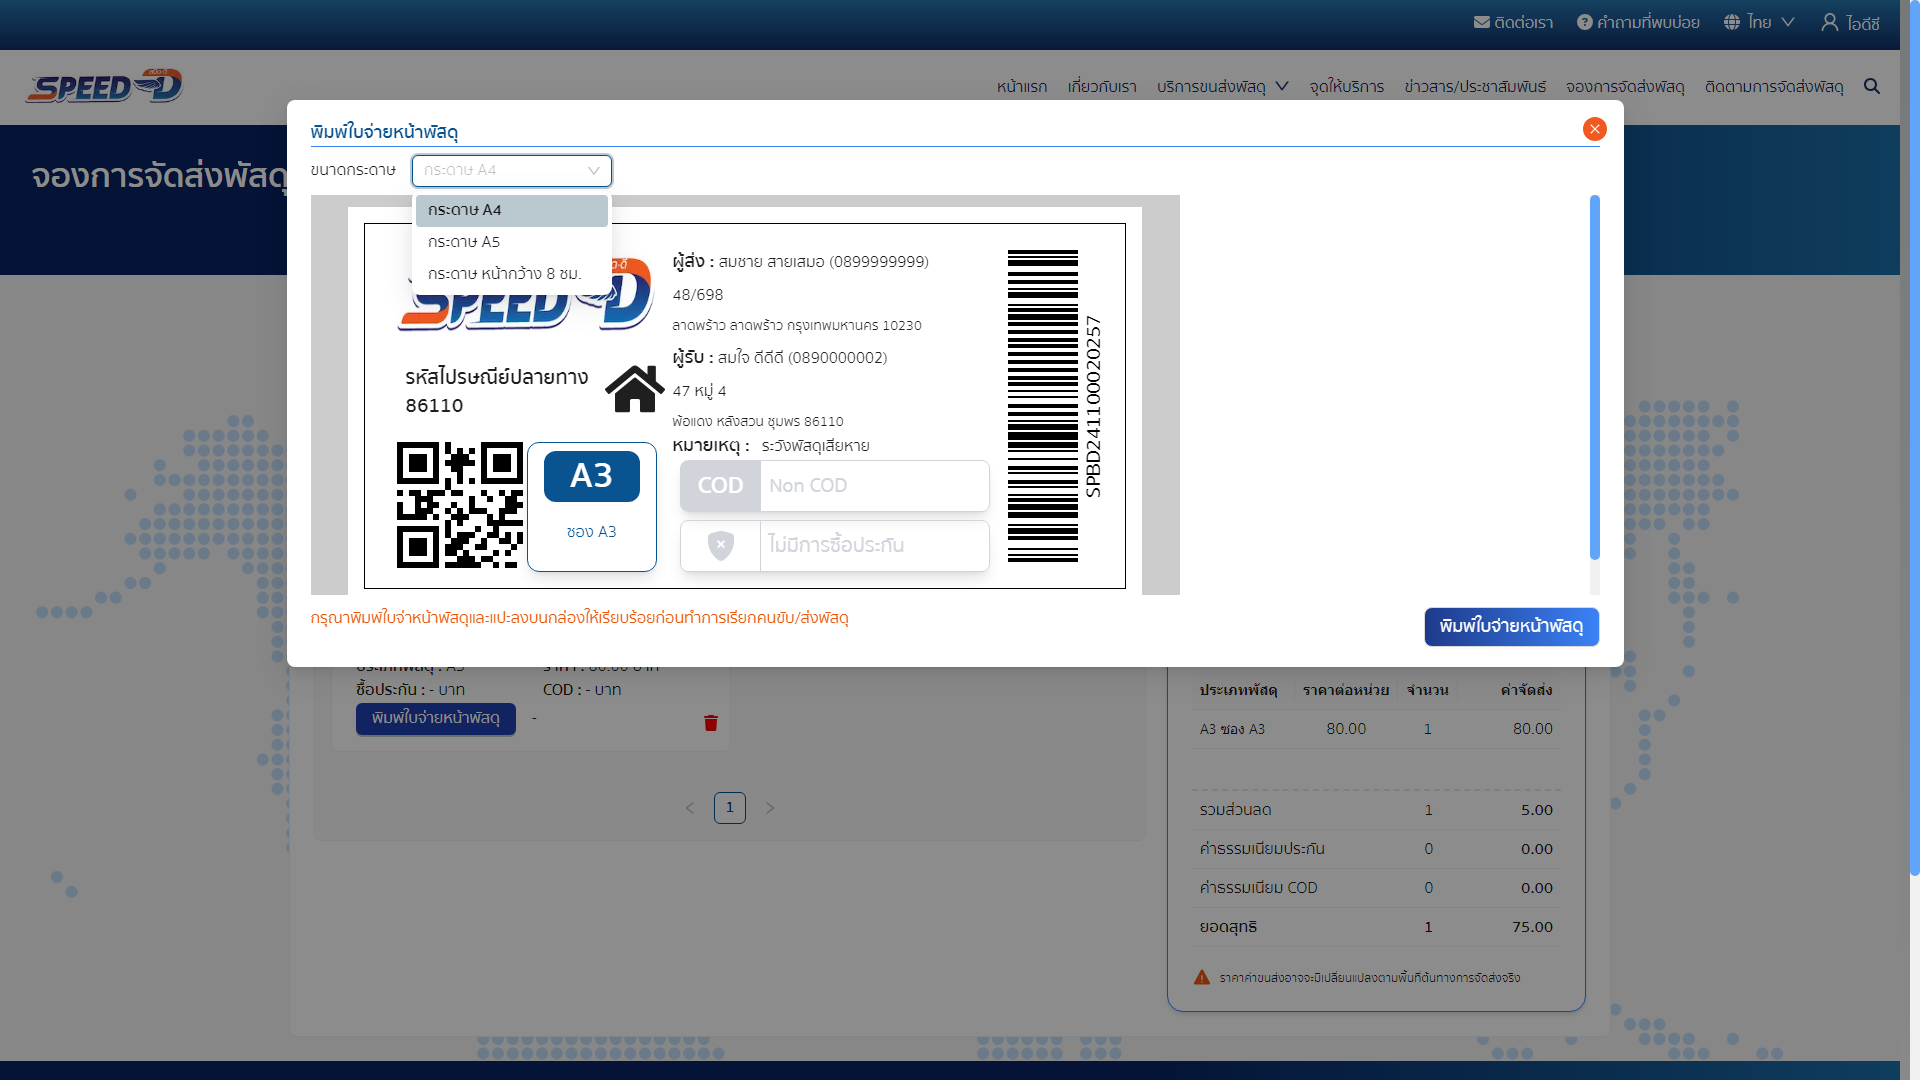 ติดต่อเรา คำถามที่พบบ่อย ไทย ไอดีซี
SPEED-D สปีด-ดี หน้าแรก เกี่ยวกับเรา บริการขนส่งพัสดุ จุดให้บริการ ข่าวสาร/ประชาสัมพันธ์ จองการจัดส่งพัสดุ ติดตามการจัดส่งพัสดุ
จองการจัดส่งพัสดุ
พิมพ์ใบจ่ายหน้าพัสดุ
ขนาดกระดาษ กระดาษ A4
กระดาษ A4
กระดาษ A5
กระดาษ หน้ากว้าง 8 ซม.
SPEED-D
รหัสไปรษณีย์ปลายทาง
86110
A3
ซอง A3
ผู้ส่ง : สมชาย สายเสมอ (0899999999)
48/698
ลาดพร้าว ลาดพร้าว กรุงเทพมหานคร 10230
ผู้รับ : สมใจ ดีดีดี (0890000002)
47 หมู่ 4
พ้อแดง หลังสวน ชุมพร 86110
หมายเหตุ : ระวังพัสดุเสียหาย
COD Non COD
ไม่มีการซื้อประกัน
SPBD241100020257
กรุณาพิมพ์ใบจ่าหน้าพัสดุและแปะลงบนกล่องให้เรียบร้อยก่อนทำการเรียกคนขับ/ส่งพัสดุ
พิมพ์ใบจ่ายหน้าพัสดุ
ประเภทพัสดุ : A3 ราคา : 80.00 บาท
ซื้อประกัน : - บาท COD : - บาท
พิมพ์ใบจ่ายหน้าพัสดุ -
1
ประเภทพัสดุ ราคาต่อหน่วย จำนวน ค่าจัดส่ง
A3 ซอง A3 80.00 1 80.00
รวมส่วนลด 1 5.00
ค่าธรรมเนียมประกัน 0 0.00
ค่าธรรมเนียม COD 0 0.00
ยอดสุทธิ 1 75.00
ราคาค่าขนส่งอาจจะมีเปลี่ยนแปลงตามพื้นที่ต้นทางการจัดส่งจริง